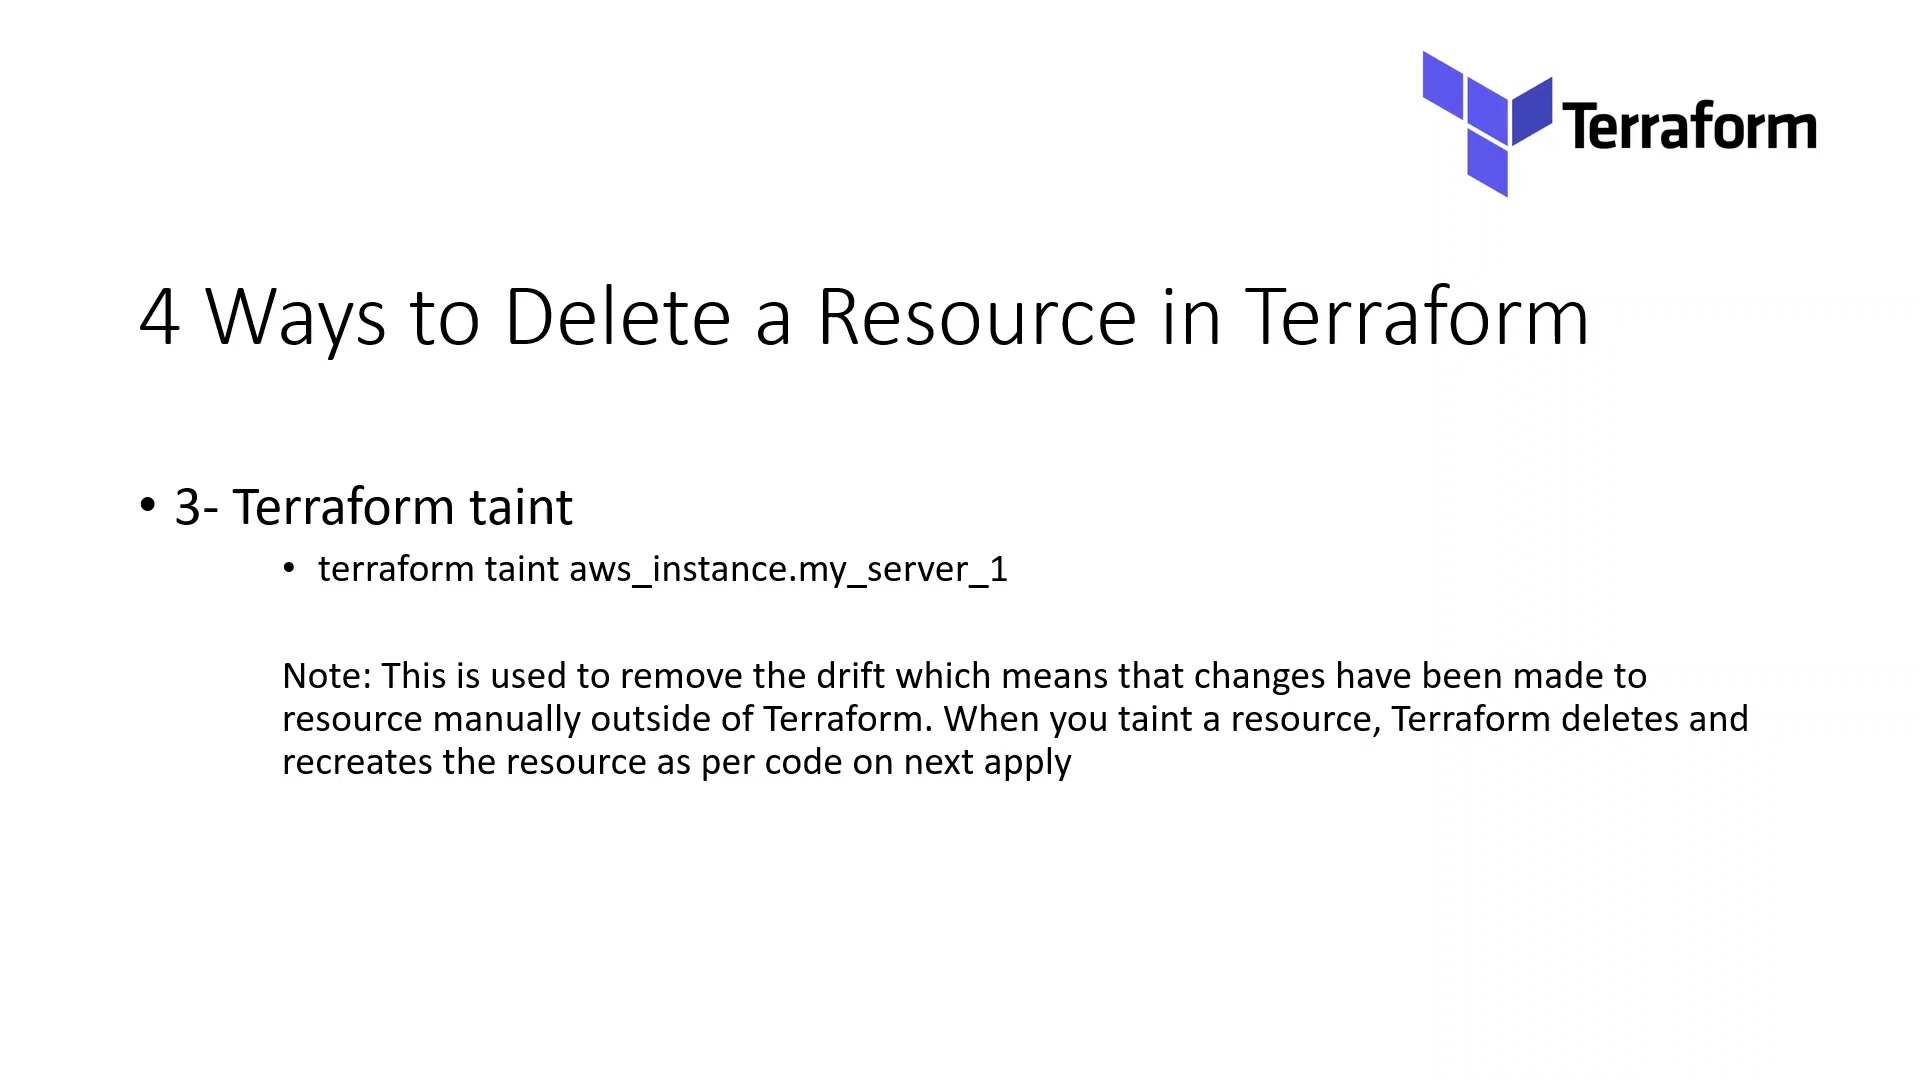 Terraform
4 Ways to Delete a Resource in Terraform
• 3- Terraform taint
• terraform taint aws_instance.my_server_1
Note: This is used to remove the drift which means that changes have been made to
resource manually outside of Terraform. When you taint a resource, Terraform deletes and
recreates the resource as per code on next apply